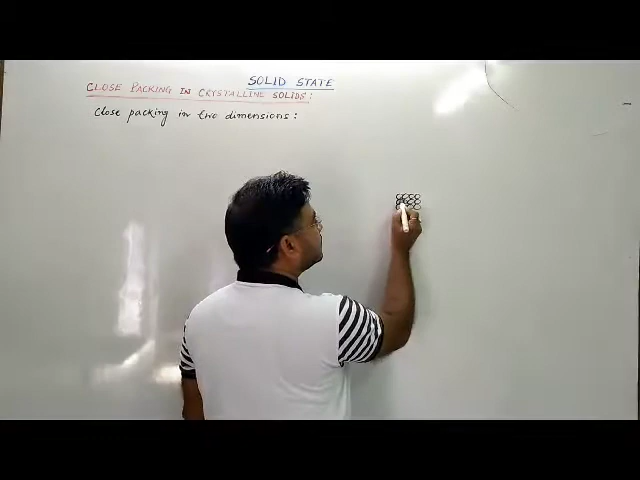 SOLID STATE
CLOSE PACKING IN CRYSTALLINE SOLIDS:
Close packing in two dimensions: